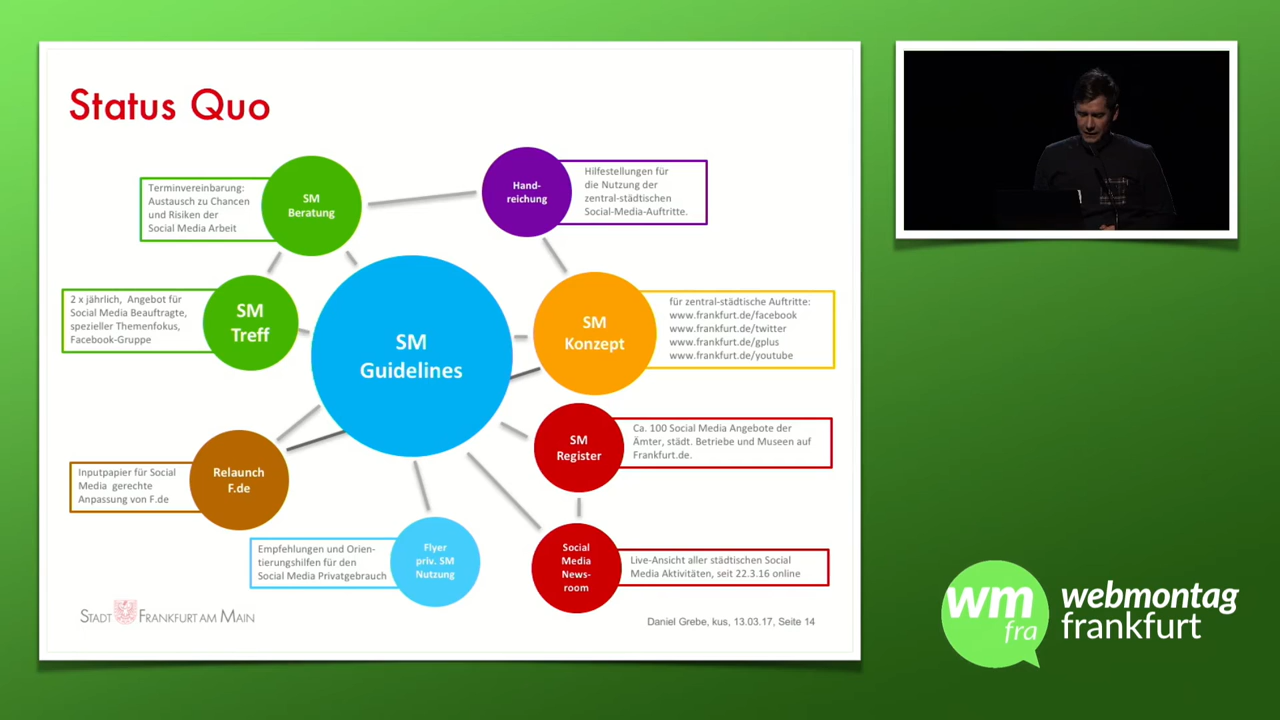 Status Quo
Terminvereinbarung:
Austausch zu Chancen
und Risiken der
Social Media Arbeit
SM
Beratung
Hand-
reichung
Hilfestellungen für
die Nutzung der
zentral-städtischen
Social-Media-Auftritte.
2 x jährlich, Angebot für
Social Media Beauftragte,
spezieller Themenfokus,
Facebook-Gruppe
SM
Treff
SM
Guidelines
SM
Konzept
für zentral-städtische Auftritte:
www.frankfurt.de/facebook
www.frankfurt.de/twitter
www.frankfurt.de/gplus
www.frankfurt.de/youtube
SM
Register
Ca. 100 Social Media Angebote der
Ämter, städt. Betriebe und Museen auf
Frankfurt.de.
Inputpapier für Social
Media gerechte
Anpassung von F.de
Relaunch
F.de
Empfehlungen und Orien-
tierungshilfen für den
Social Media Privatgebrauch
Flyer
priv. SM
Nutzung
Social
Media
News-
room
Live-Ansicht aller städtischen Social
Media Aktivitäten, seit 22.3.16 online
STADT FRANKFURT AM MAIN
Daniel Grebe, kus, 13.03.17, Seite 14
wm
fra
webmontag
frankfurt